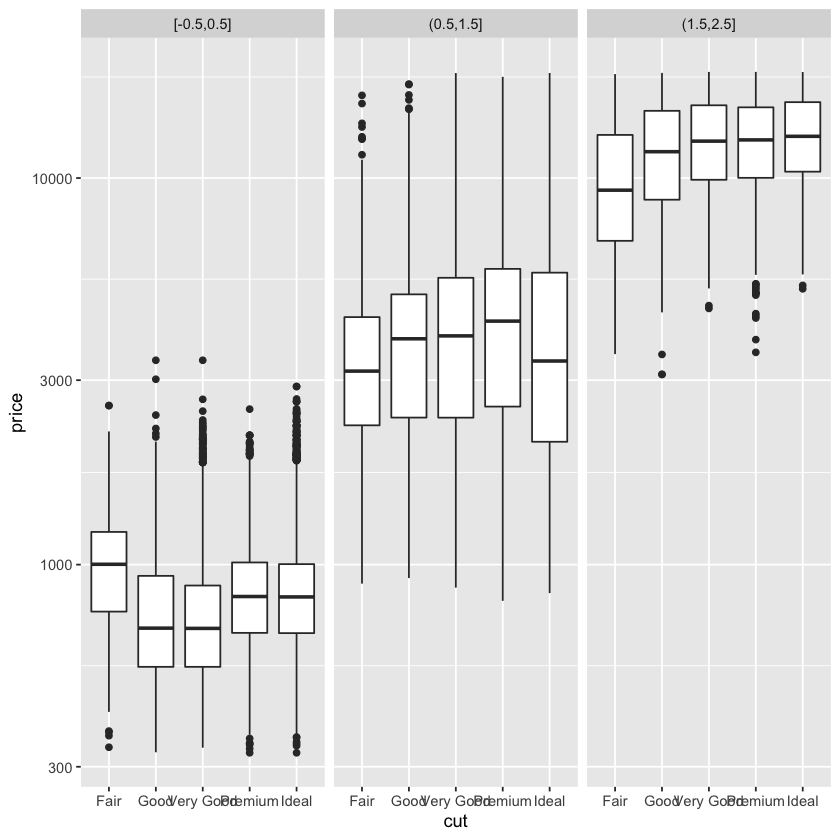 [-0.5,0.5]
(0.5,1.5]
(1.5,2.5]
10000
3000
1000
300
price
Fair Good Very Good Premium Ideal
Fair Good Very Good Premium Ideal
Fair Good Very Good Premium Ideal
cut